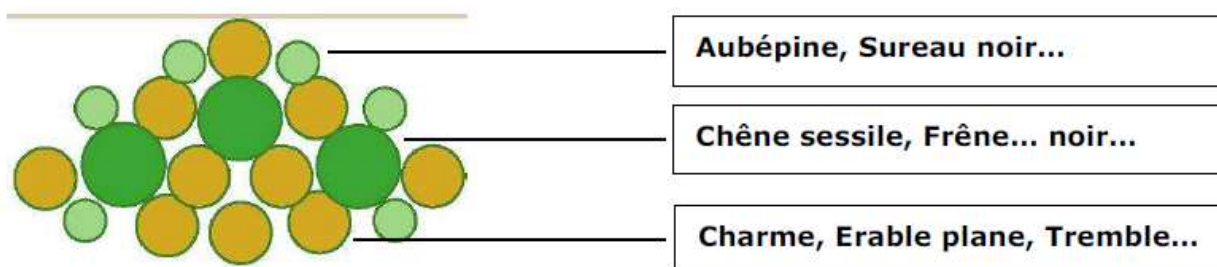 Aubépine, Sureau noir...
Chêne sessile, Frêne... noir...
Charme, Erable plane, Tremble...